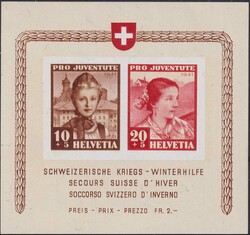 PRO JUVENTUTE
1941
10+5
HELVETIA
PRO JUVENTUTE
1941
20+5
HELVETIA
SCHWEIZERISCHE KRIEGS-WINTERHILFE
SECOURS SUISSE D'HIVER
SOCCORSO SVIZZERO D'INVERNO
PREIS - PRIX - PREZZO FR. 2.-